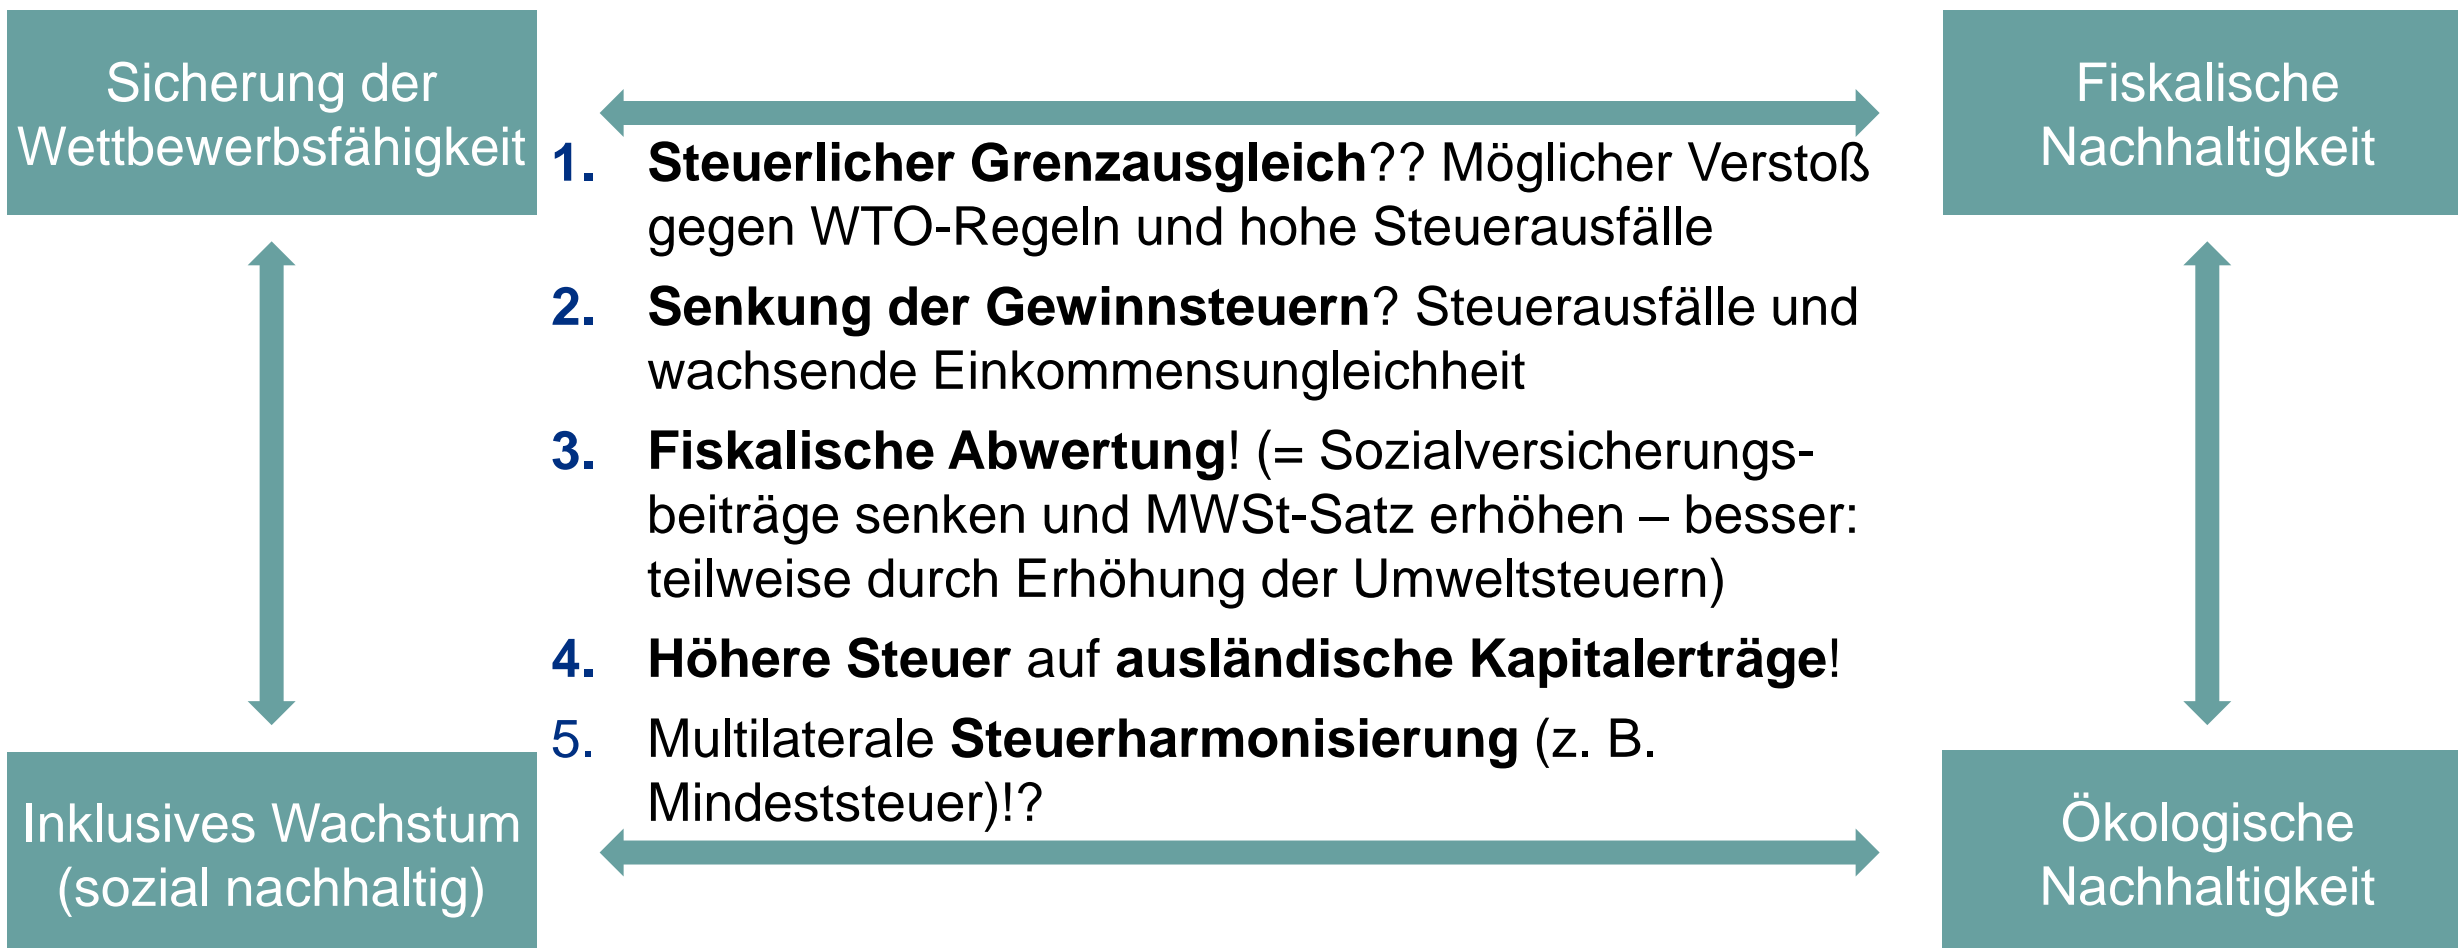 Sicherung der
Wettbewerbsfähigkeit
Fiskalische
Nachhaltigkeit
1. Steuerlicher Grenzausgleich?? Möglicher Verstoß
gegen WTO-Regeln und hohe Steuerausfälle
2. Senkung der Gewinnsteuern? Steuerausfälle und
wachsende Einkommensungleichheit
3. Fiskalische Abwertung! (= Sozialversicherungs-
beiträge senken und MWSt-Satz erhöhen – besser:
teilweise durch Erhöhung der Umweltsteuern)
4. Höhere Steuer auf ausländische Kapitalerträge!
5. Multilaterale Steuerharmonisierung (z. B.
Mindeststeuer)!?
Inklusives Wachstum
(sozial nachhaltig)
Ökologische
Nachhaltigkeit